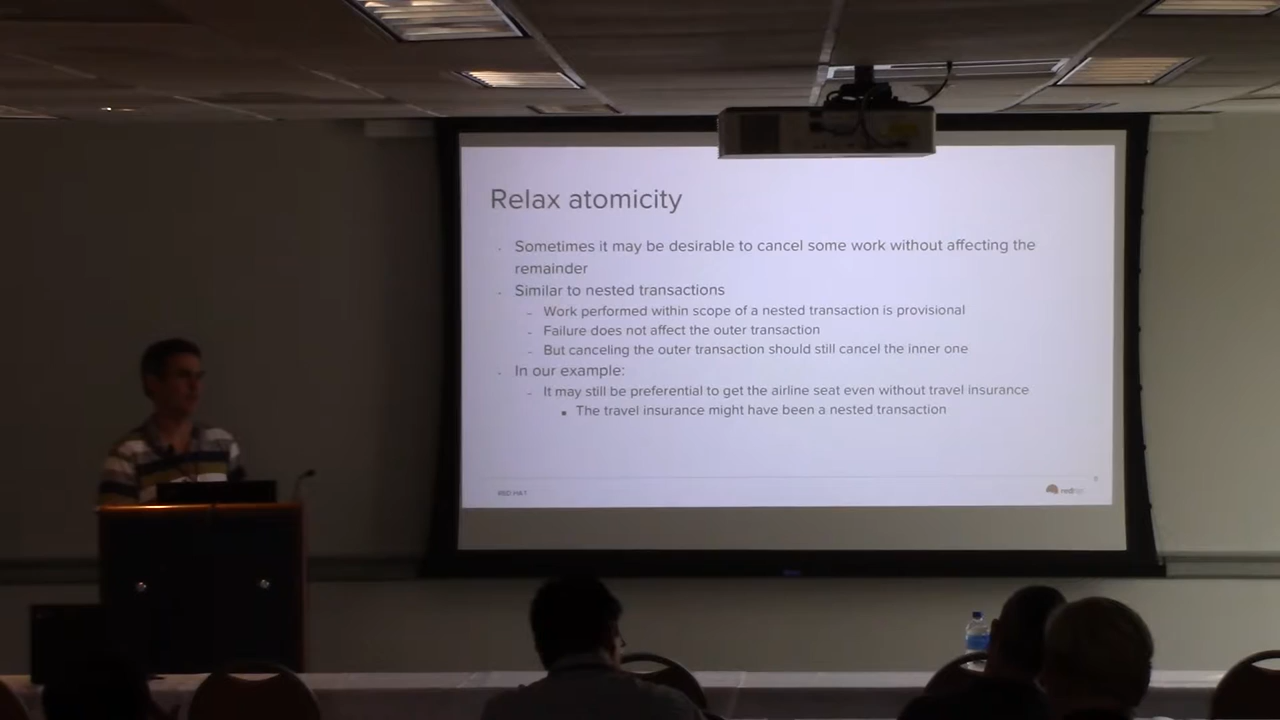 Relax atomicity
Sometimes it may be desirable to cancel some work without affecting the
remainder
Similar to nested transactions
Work performed within scope of a nested transaction is provisional
Failure does not affect the outer transaction
But canceling the outer transaction should still cancel the inner one
In our example:
It may still be preferential to get the airline seat even without travel insurance
The travel insurance might have been a nested transaction
RED HAT